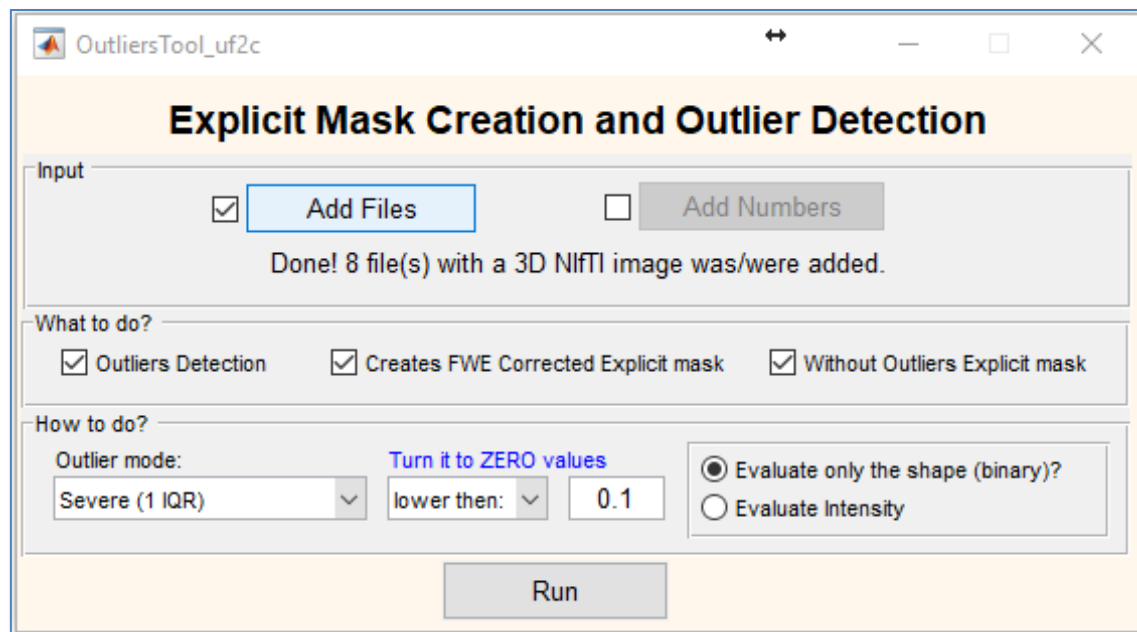 OutliersTool_uf2c
Explicit Mask Creation and Outlier Detection
Input
Add Files
Add Numbers
Done! 8 file(s) with a 3D NIfTI image was/were added.
What to do?
Outliers Detection
Creates FWE Corrected Explicit mask
Without Outliers Explicit mask
How to do?
Outlier mode:
Severe (1 IQR)
Turn it to ZERO values
lower then:
0.1
Evaluate only the shape (binary)?
Evaluate Intensity
Run